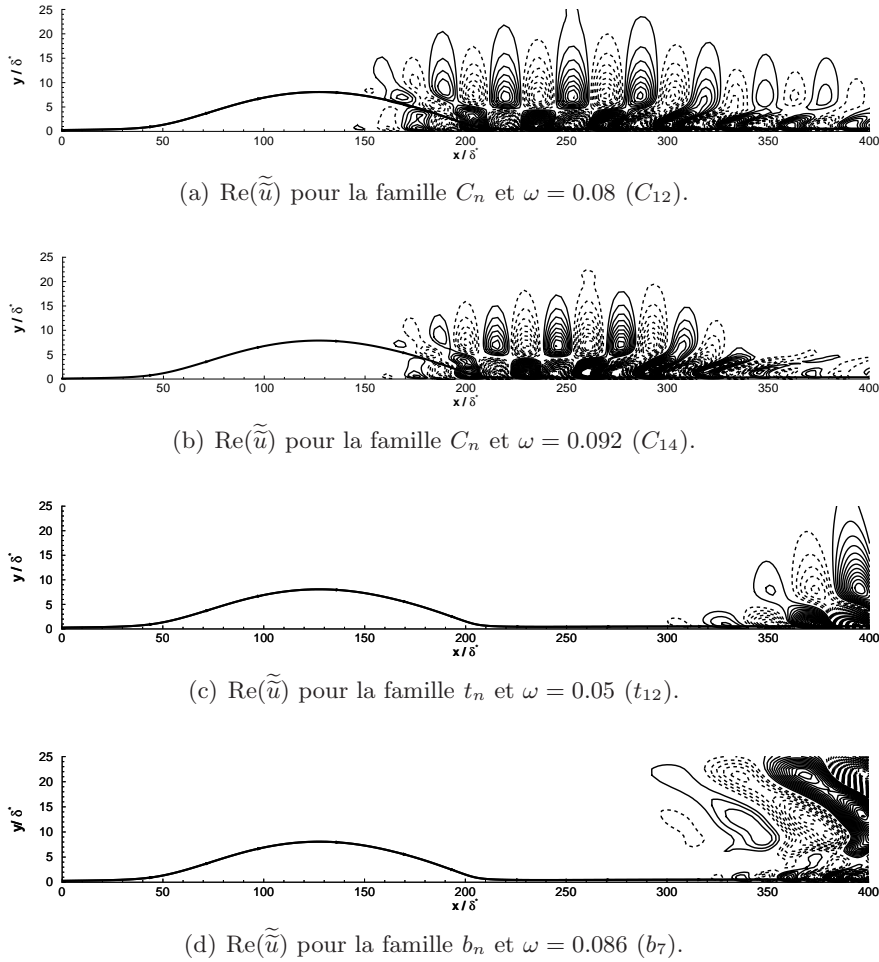 25
20
15
10
5
0
y / δ*
0 50 100 150 200 250 300 350 400
x / δ*
(a) Re(ũ̃) pour la famille Cₙ et ω = 0.08 (C₁₂).
25
20
15
10
5
0
y / δ*
0 50 100 150 200 250 300 350 400
x / δ*
(b) Re(ũ̃) pour la famille Cₙ et ω = 0.092 (C₁₄).
25
20
15
10
5
0
y / δ*
0 50 100 150 200 250 300 350 400
x / δ*
(c) Re(ũ̃) pour la famille tₙ et ω = 0.05 (t₁₂).
25
20
15
10
5
0
y/ δ*
0 50 100 150 200 250 300 350 400
x / δ*
(d) Re(ũ̃) pour la famille bₙ et ω = 0.086 (b₇).